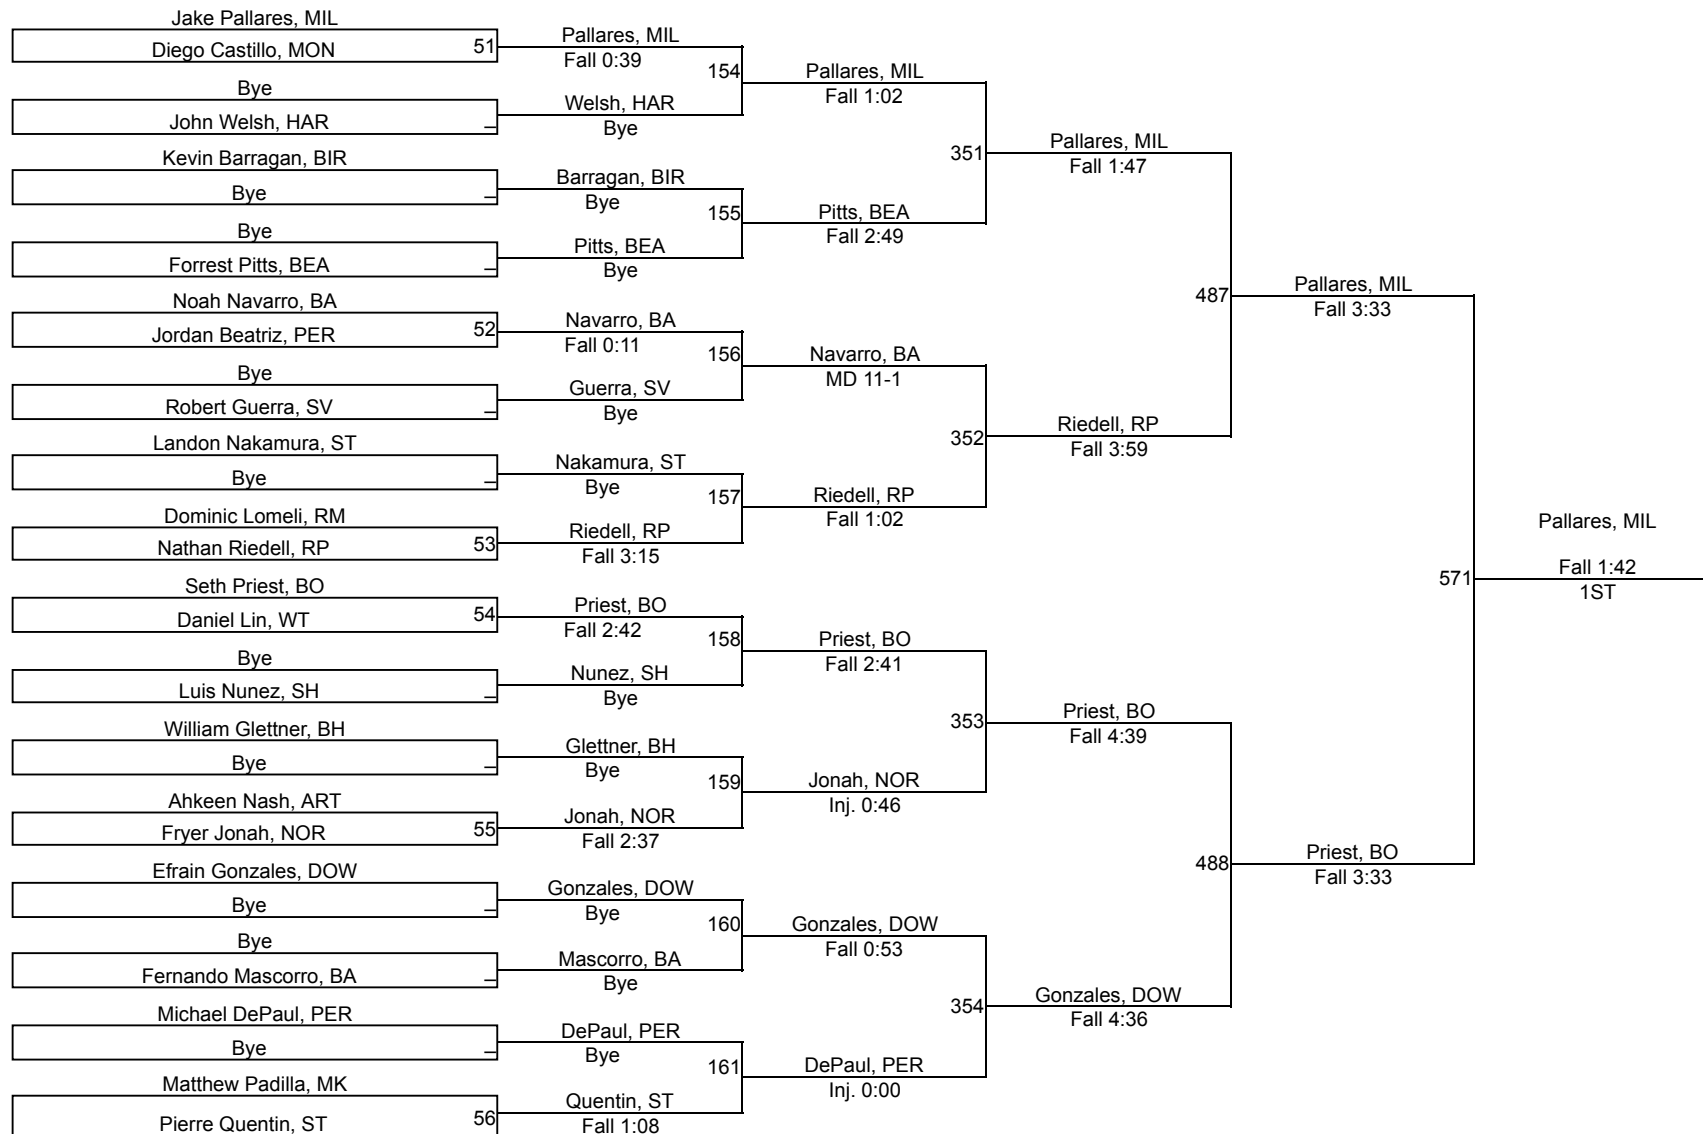 Jake Pallares, MIL
Diego Castillo, MON
51
Bye
John Welsh, HAR
_
Kevin Barragan, BIR
Bye
_
Bye
Forrest Pitts, BEA
_
Noah Navarro, BA
Jordan Beatriz, PER
52
Bye
Robert Guerra, SV
_
Landon Nakamura, ST
Bye
_
Dominic Lomeli, RM
Nathan Riedell, RP
53
Seth Priest, BO
Daniel Lin, WT
54
Bye
Luis Nunez, SH
_
William Glettner, BH
Bye
_
Ahkeen Nash, ART
Fryer Jonah, NOR
55
Efrain Gonzales, DOW
Bye
_
Bye
Fernando Mascorro, BA
_
Michael DePaul, PER
Bye
_
Matthew Padilla, MK
Pierre Quentin, ST
56
Pallares, MIL
Fall 0:39
154
Welsh, HAR
Bye
Barragan, BIR
Bye
155
Pitts, BEA
Bye
Navarro, BA
Fall 0:11
156
Guerra, SV
Bye
Nakamura, ST
Bye
157
Riedell, RP
Fall 3:15
Priest, BO
Fall 2:42
158
Nunez, SH
Bye
Glettner, BH
Bye
159
Jonah, NOR
Fall 2:37
Gonzales, DOW
Bye
160
Mascorro, BA
Bye
DePaul, PER
Bye
161
Quentin, ST
Fall 1:08
Pallares, MIL
Fall 1:02
351
Pitts, BEA
Fall 2:49
Navarro, BA
MD 11-1
352
Riedell, RP
Fall 1:02
Priest, BO
Fall 2:41
353
Jonah, NOR
Inj. 0:46
Gonzales, DOW
Fall 0:53
354
DePaul, PER
Inj. 0:00
Pallares, MIL
Fall 1:47
487
Riedell, RP
Fall 3:59
Priest, BO
Fall 4:39
488
Gonzales, DOW
Fall 4:36
Pallares, MIL
Fall 3:33
571
Priest, BO
Fall 3:33
Pallares, MIL
Fall 1:42
1ST